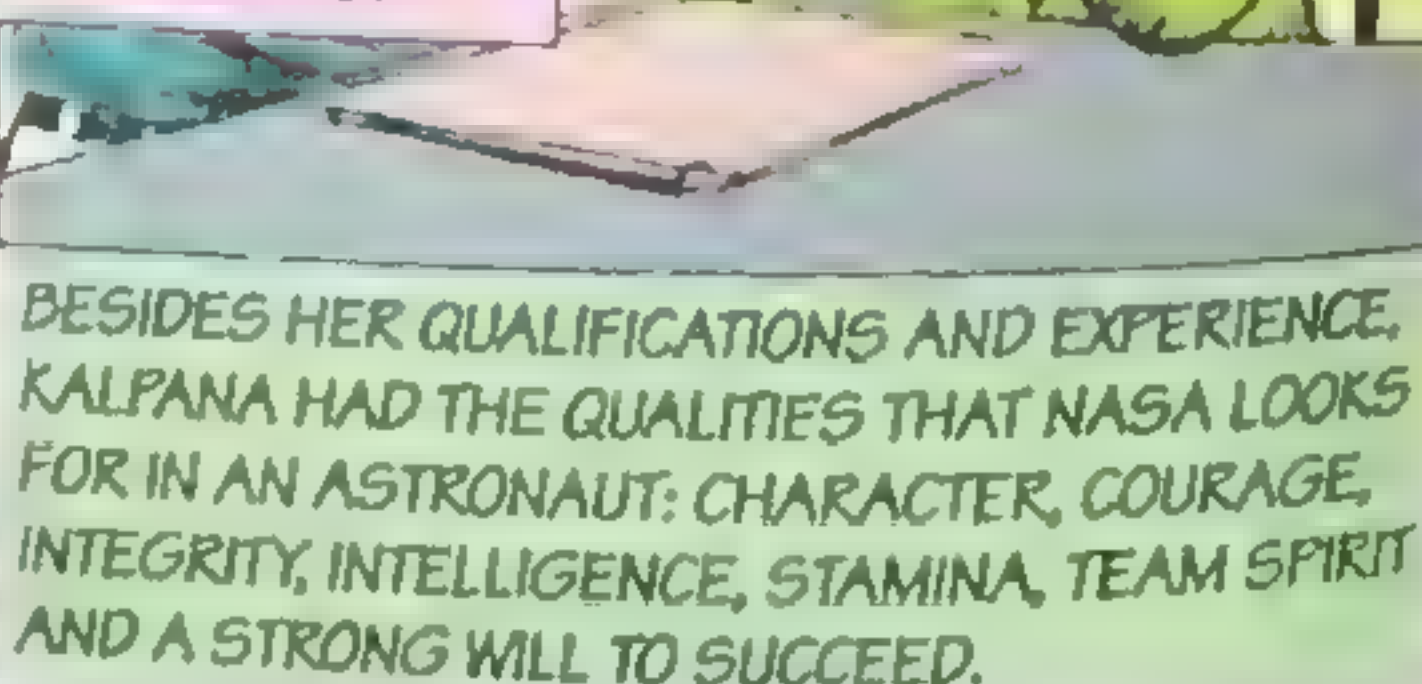 BESIDES HER QUALIFICATIONS AND EXPERIENCE,
KALPANA HAD THE QUALITIES THAT NASA LOOKS
FOR IN AN ASTRONAUT: CHARACTER, COURAGE,
INTEGRITY, INTELLIGENCE, STAMINA, TEAM SPIRIT
AND A STRONG WILL TO SUCCEED.